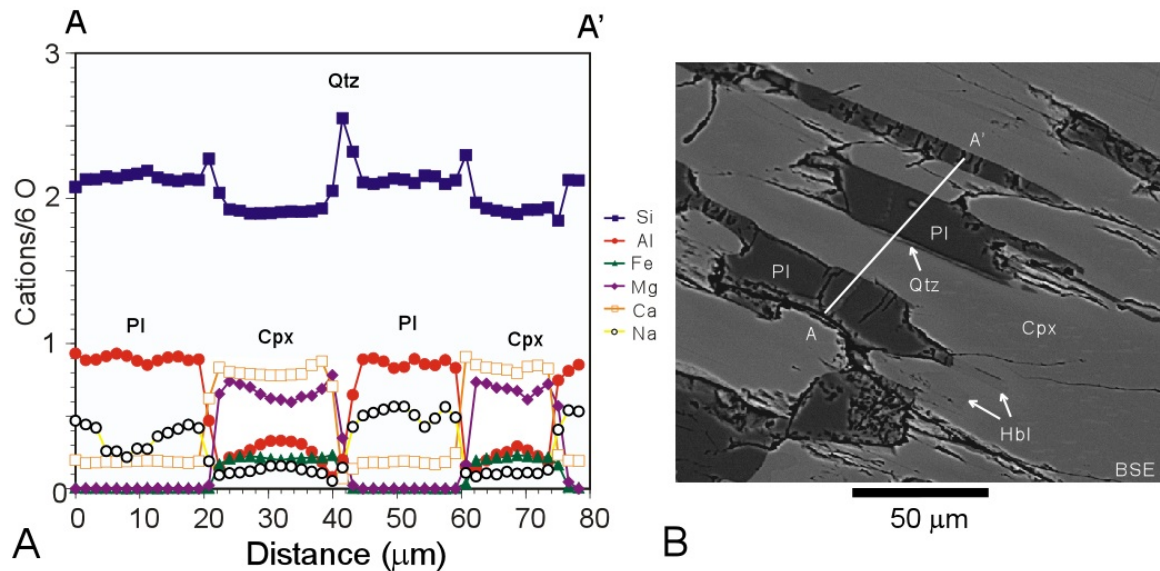 A
A'
3
Qtz
2
Cations/6 O
Pl
Cpx
Pl
Cpx
1
0
0 10 20 30 40 50 60 70 80
A
Distance (μm)
Si
Al
Fe
Mg
Ca
Na
A'
Pl
Pl
Qtz
A
Cpx
Hbl
BSE
50 μm
B